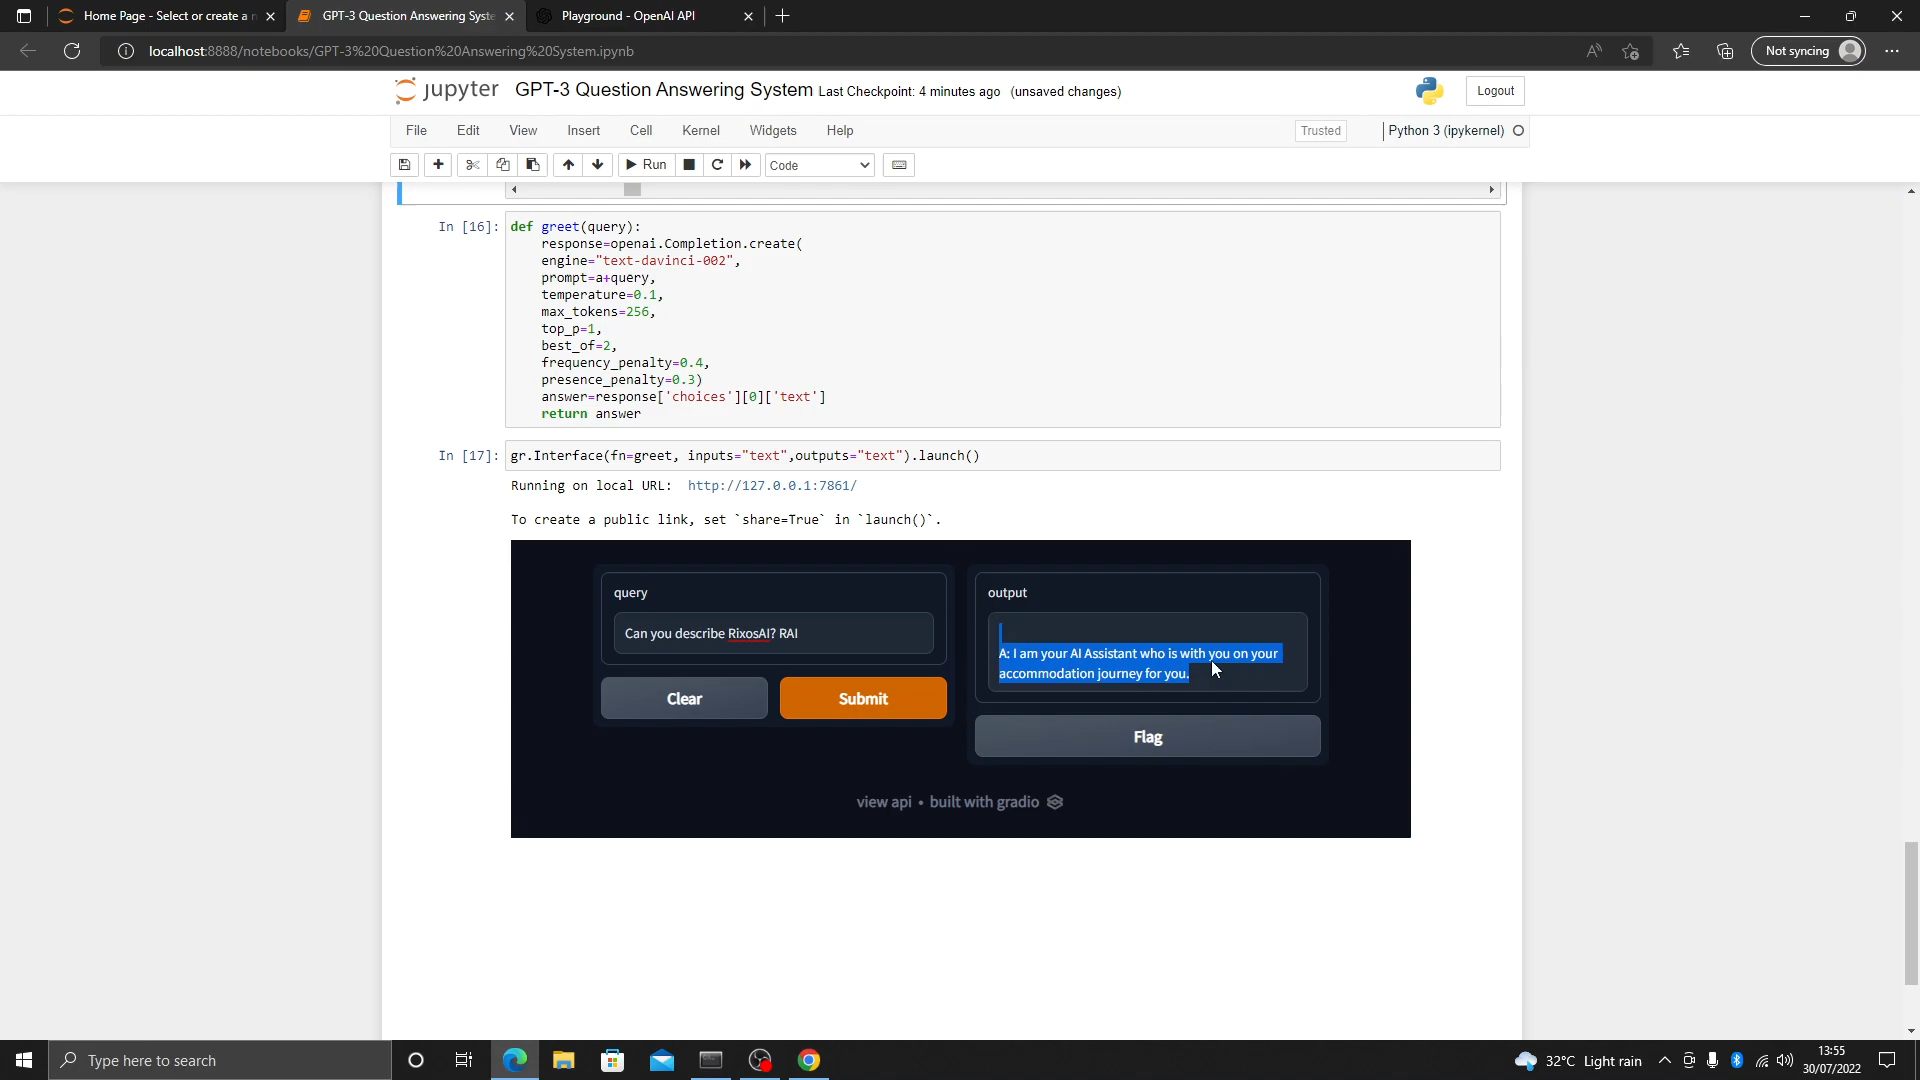 Home Page - Select or create a n
GPT-3 Question Answering Syste
Playground - OpenAI API
localhost:8888/notebooks/GPT-3%20Question%20Answering%20System.ipynb
Not syncing
jupyter GPT-3 Question Answering System Last Checkpoint: 4 minutes ago (unsaved changes)
Logout
File Edit View Insert Cell Kernel Widgets Help
Trusted
Python 3 (ipykernel)
Run
Code
In [16]: def greet(query):
response=openai.Completion.create(
engine="text-davinci-002",
prompt=a+query,
temperature=0.1,
max_tokens=256,
top_p=1,
best_of=2,
frequency_penalty=0.4,
presence_penalty=0.3)
answer=response['choices'][0]['text']
return answer
In [17]: gr.Interface(fn=greet, inputs="text",outputs="text").launch()
Running on local URL: http://127.0.0.1:7861/
To create a public link, set `share=True` in `launch()`.
query
Can you describe RixosAI? RAI
Clear
Submit
output
A: I am your AI Assistant who is with you on your
accommodation journey for you.
Flag
view api • built with gradio
Type here to search
32°C Light rain
13:55
30/07/2022